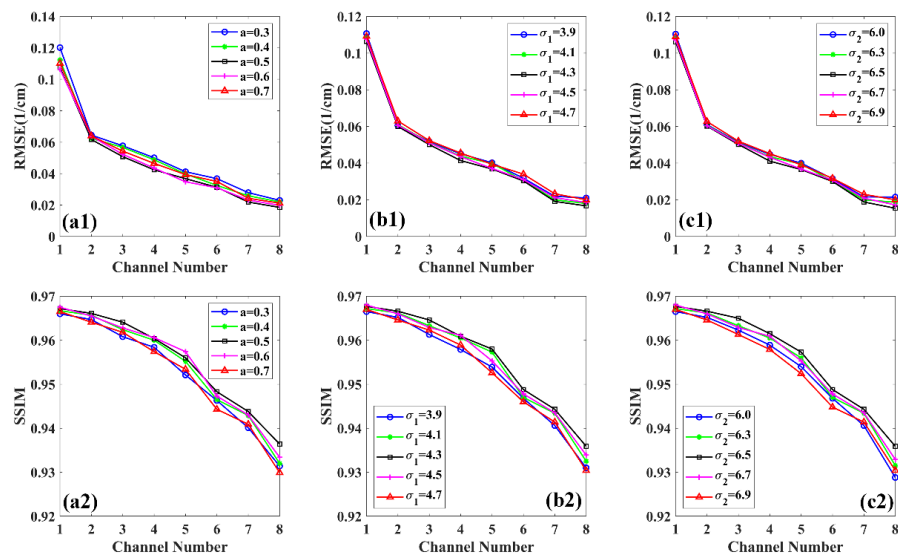 0.14
0.12
0.1
0.08
0.06
0.04
0.02
0
RMSE(1/cm)
1 2 3 4 5 6 7 8
Channel Number
a=0.3
a=0.4
a=0.5
a=0.6
a=0.7
(a1)
0.12
0.1
0.08
0.06
0.04
0.02
0
RMSE(1/cm)
1 2 3 4 5 6 7 8
Channel Number
σ1=3.9
σ1=4.1
σ1=4.3
σ1=4.5
σ1=4.7
(b1)
0.12
0.1
0.08
0.06
0.04
0.02
0
RMSE(1/cm)
1 2 3 4 5 6 7 8
Channel Number
σ2=6.0
σ2=6.3
σ2=6.5
σ2=6.7
σ2=6.9
(c1)
0.97
0.96
0.95
0.94
0.93
0.92
SSIM
1 2 3 4 5 6 7 8
Channel Number
a=0.3
a=0.4
a=0.5
a=0.6
a=0.7
(a2)
0.97
0.96
0.95
0.94
0.93
0.92
SSIM
1 2 3 4 5 6 7 8
Channel Number
σ1=3.9
σ1=4.1
σ1=4.3
σ1=4.5
σ1=4.7
(b2)
0.97
0.96
0.95
0.94
0.93
0.92
SSIM
1 2 3 4 5 6 7 8
Channel Number
σ2=6.0
σ2=6.3
σ2=6.5
σ2=6.7
σ2=6.9
(c2)